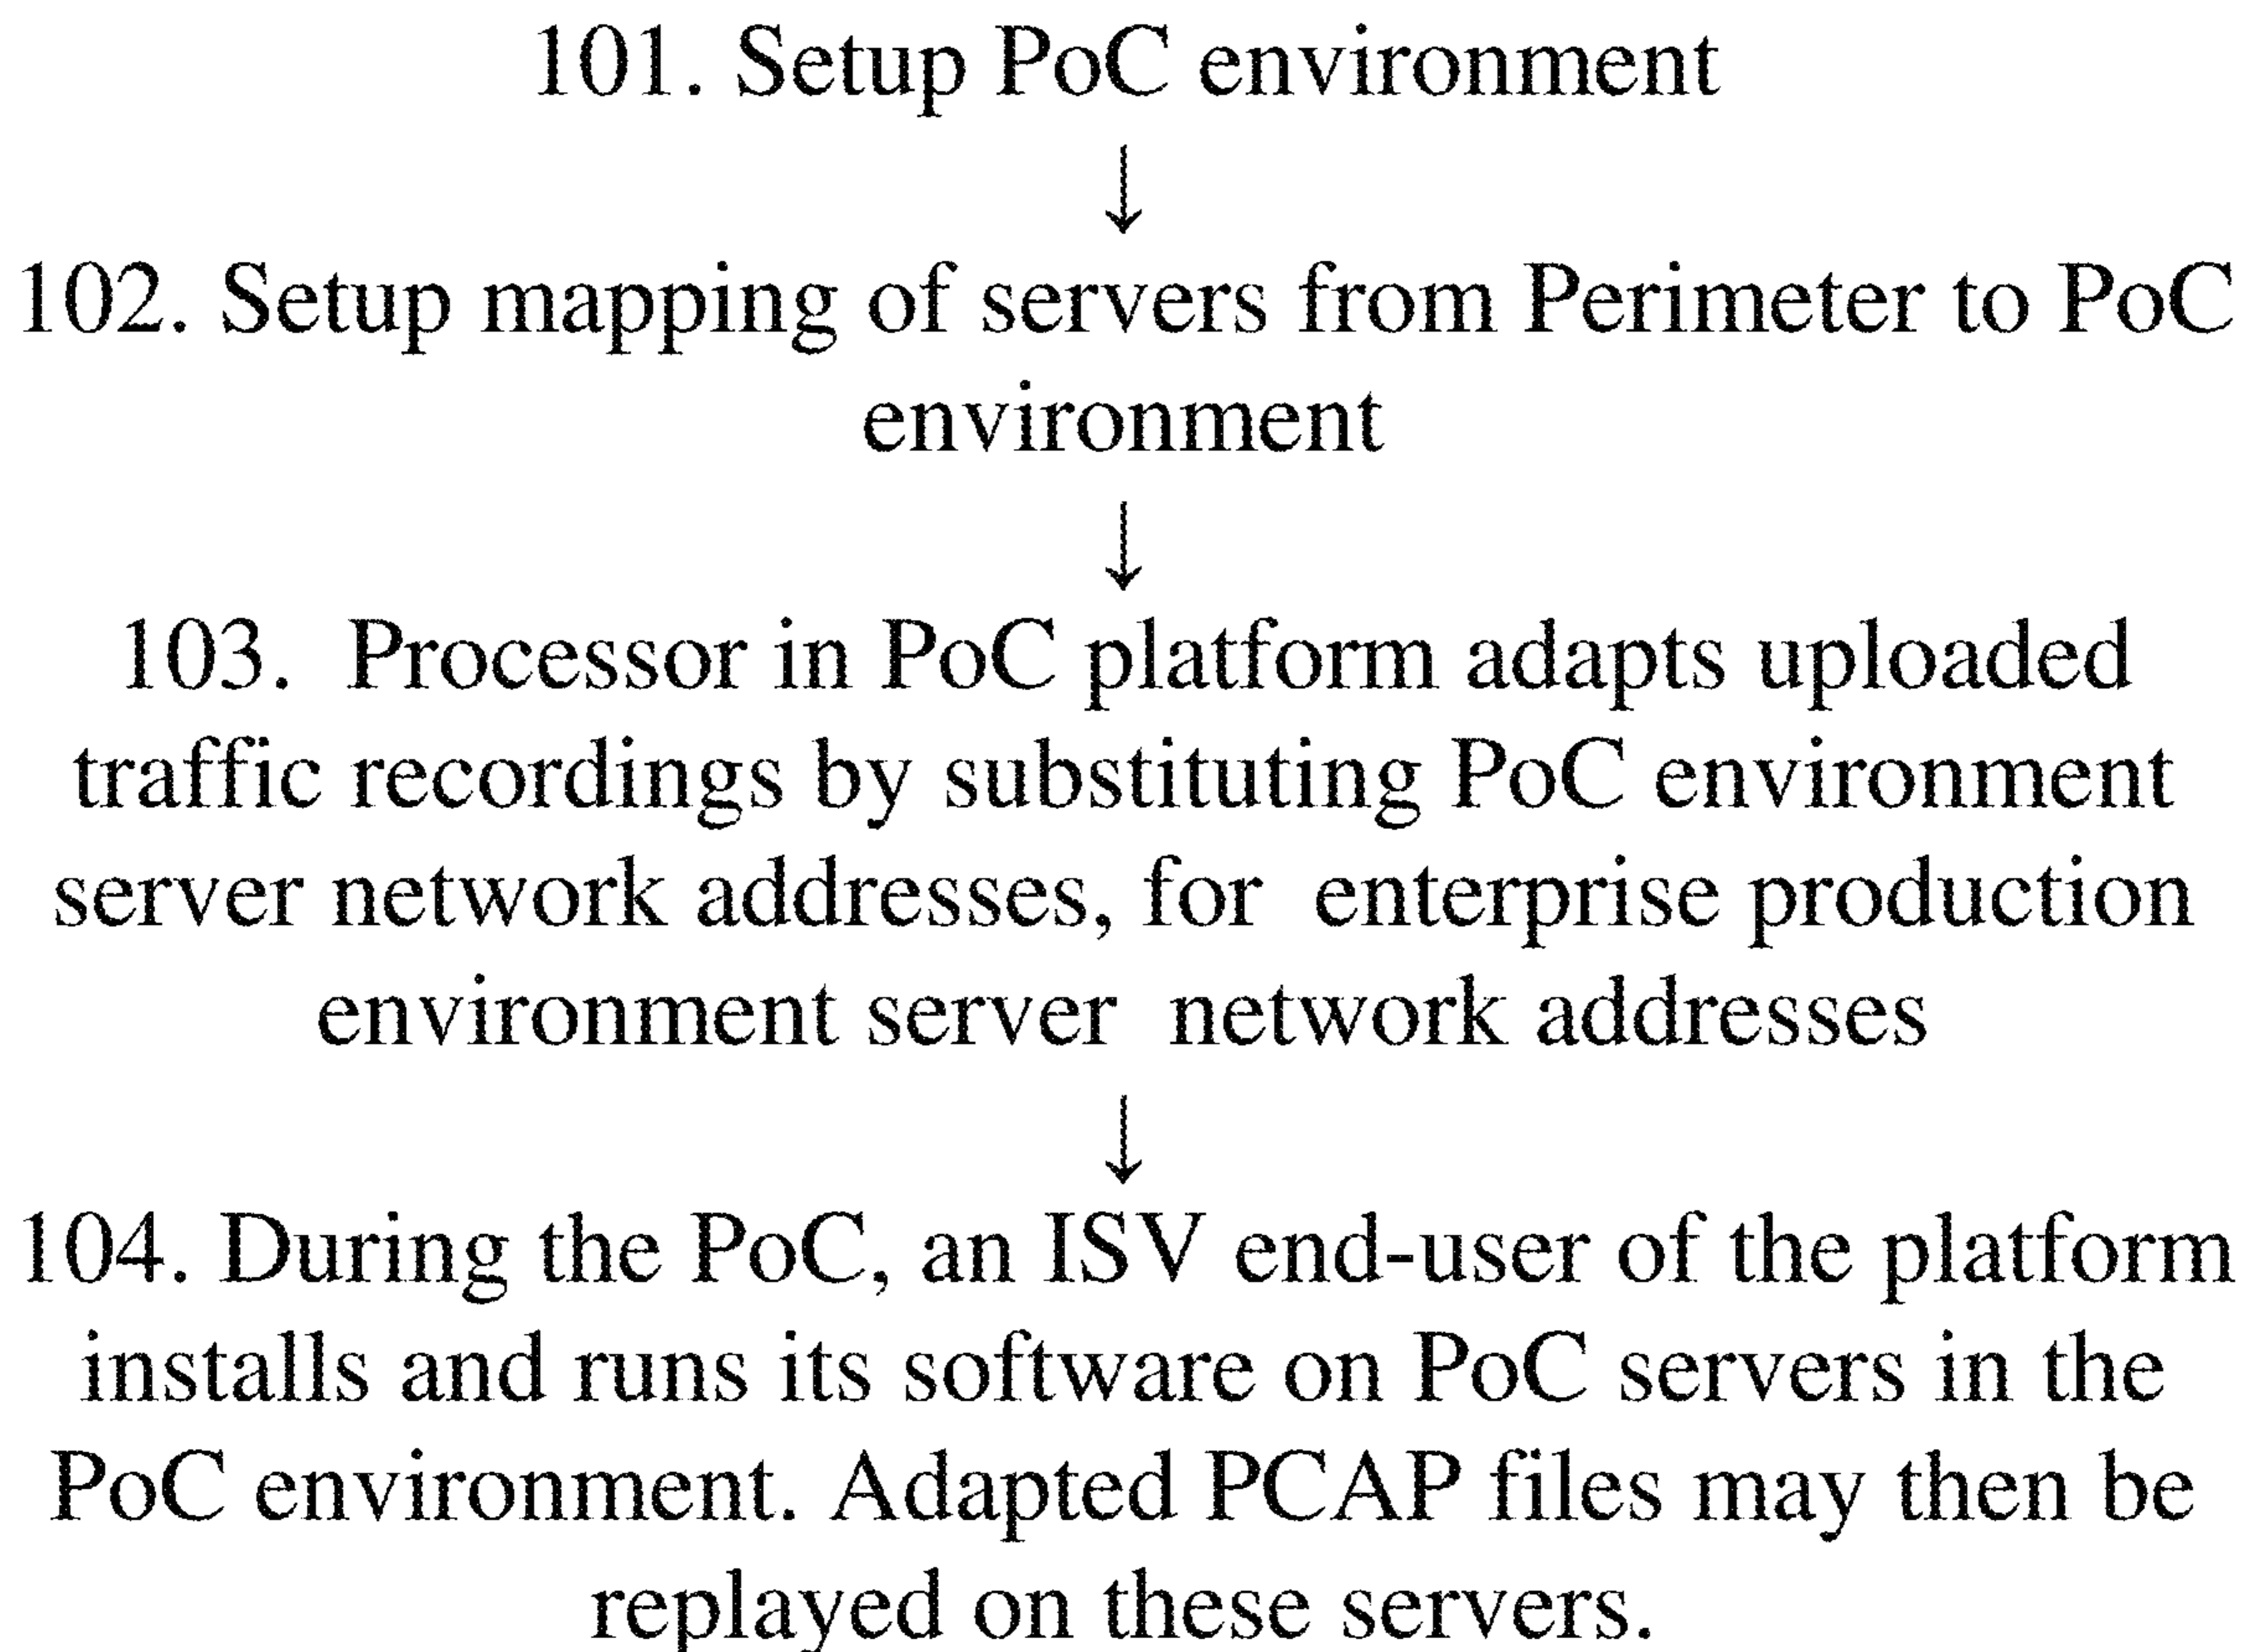 101. Setup PoC environment
↓
102. Setup mapping of servers from Perimeter to PoC
environment
↓
103.  Processor in PoC platform adapts uploaded
traffic recordings by substituting PoC environment
server network addresses, for  enterprise production
environment server  network addresses
↓
104. During the PoC, an ISV end-user of the platform
installs and runs its software on PoC servers in the
PoC environment. Adapted PCAP files may then be
replayed on these servers.